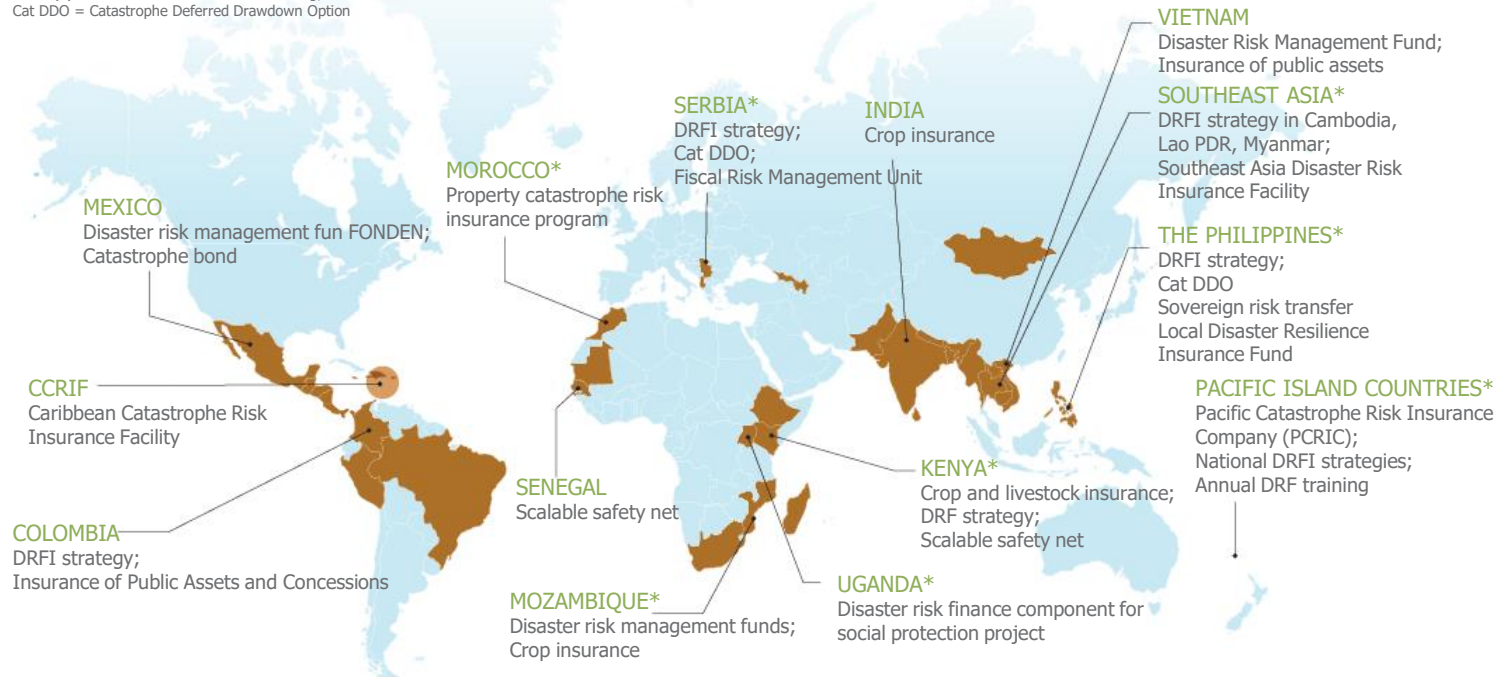 Cat DDO = Catastrophe Deferred Drawdown Option
VIETNAM
Disaster Risk Management Fund;
Insurance of public assets
SOUTHEAST ASIA*
DRFI strategy in Cambodia,
Lao PDR, Myanmar;
Southeast Asia Disaster Risk
Insurance Facility
SERBIA*
DRFI strategy;
Cat DDO;
Fiscal Risk Management Unit
INDIA
Crop insurance
MOROCCO*
Property catastrophe risk
insurance program
MEXICO
Disaster risk management fun FONDEN;
Catastrophe bond
THE PHILIPPINES*
DRFI strategy;
Cat DDO
Sovereign risk transfer
Local Disaster Resilience
Insurance Fund
CCRIF
Caribbean Catastrophe Risk
Insurance Facility
PACIFIC ISLAND COUNTRIES*
Pacific Catastrophe Risk Insurance
Company (PCRIC);
National DRFI strategies;
Annual DRF training
KENYA*
Crop and livestock insurance;
DRF strategy;
Scalable safety net
SENEGAL
Scalable safety net
COLOMBIA
DRFI strategy;
Insurance of Public Assets and Concessions
UGANDA*
Disaster risk finance component for
social protection project
MOZAMBIQUE*
Disaster risk management funds;
Crop insurance